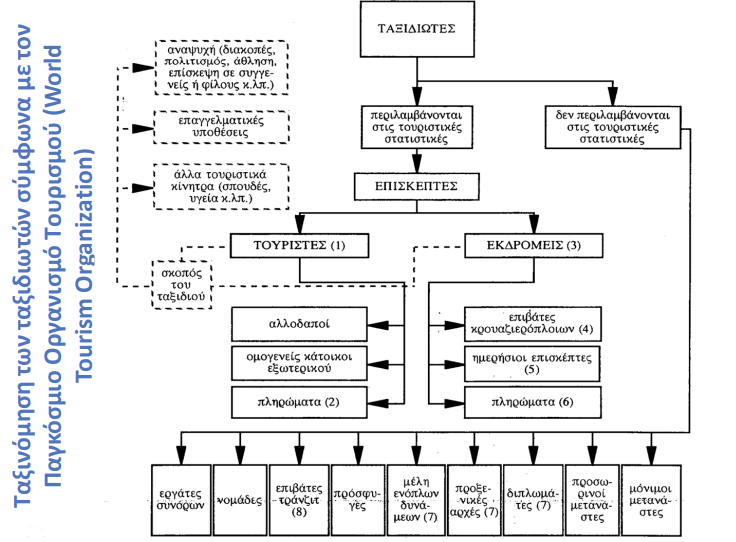 Ταξινόμηση των ταξιδιωτών σύμφωνα με τον
Παγκόσμιο Οργανισμό Τουρισμού (World
Tourism Organization)
ΤΑΞΙΔΙΩΤΕΣ
αναψυχή (διακοπές,
πολιτισμός, άθληση,
επίσκεψη σε συγγε-
νείς ή φίλους κ.λπ.)
επαγγελματικές
υποθέσεις
άλλα τουριστικά
κίνητρα (σπουδές,
υγεία κ.λπ.)
περιλαμβάνονται
στις τουριστικές
στατιστικές
δεν περιλαμβάνονται
στις τουριστικές
στατιστικές
ΕΠΙΣΚΕΠΤΕΣ
ΤΟΥΡΙΣΤΕΣ (1)
ΕΚΔΡΟΜΕΙΣ (3)
σκοπός
του
ταξιδιού
αλλοδαποί
ομογενείς κάτοικοι
εξωτερικού
πληρώματα (2)
επιβάτες
κρουαζιερόπλοιων (4)
ημερήσιοι επισκέπτες
(5)
πληρώματα (6)
εργάτες
συνόρων
νομάδες
επιβάτες
τράνζιτ
(8)
πρόσφυ-
γες
μέλη
ενόπλων
δυνά-
μεων (7)
προξε-
νικές
αρχές (7)
διπλωμά-
τες (7)
προσω-
ρινοί
μετανά-
στες
μόνιμοι
μετανά-
στες